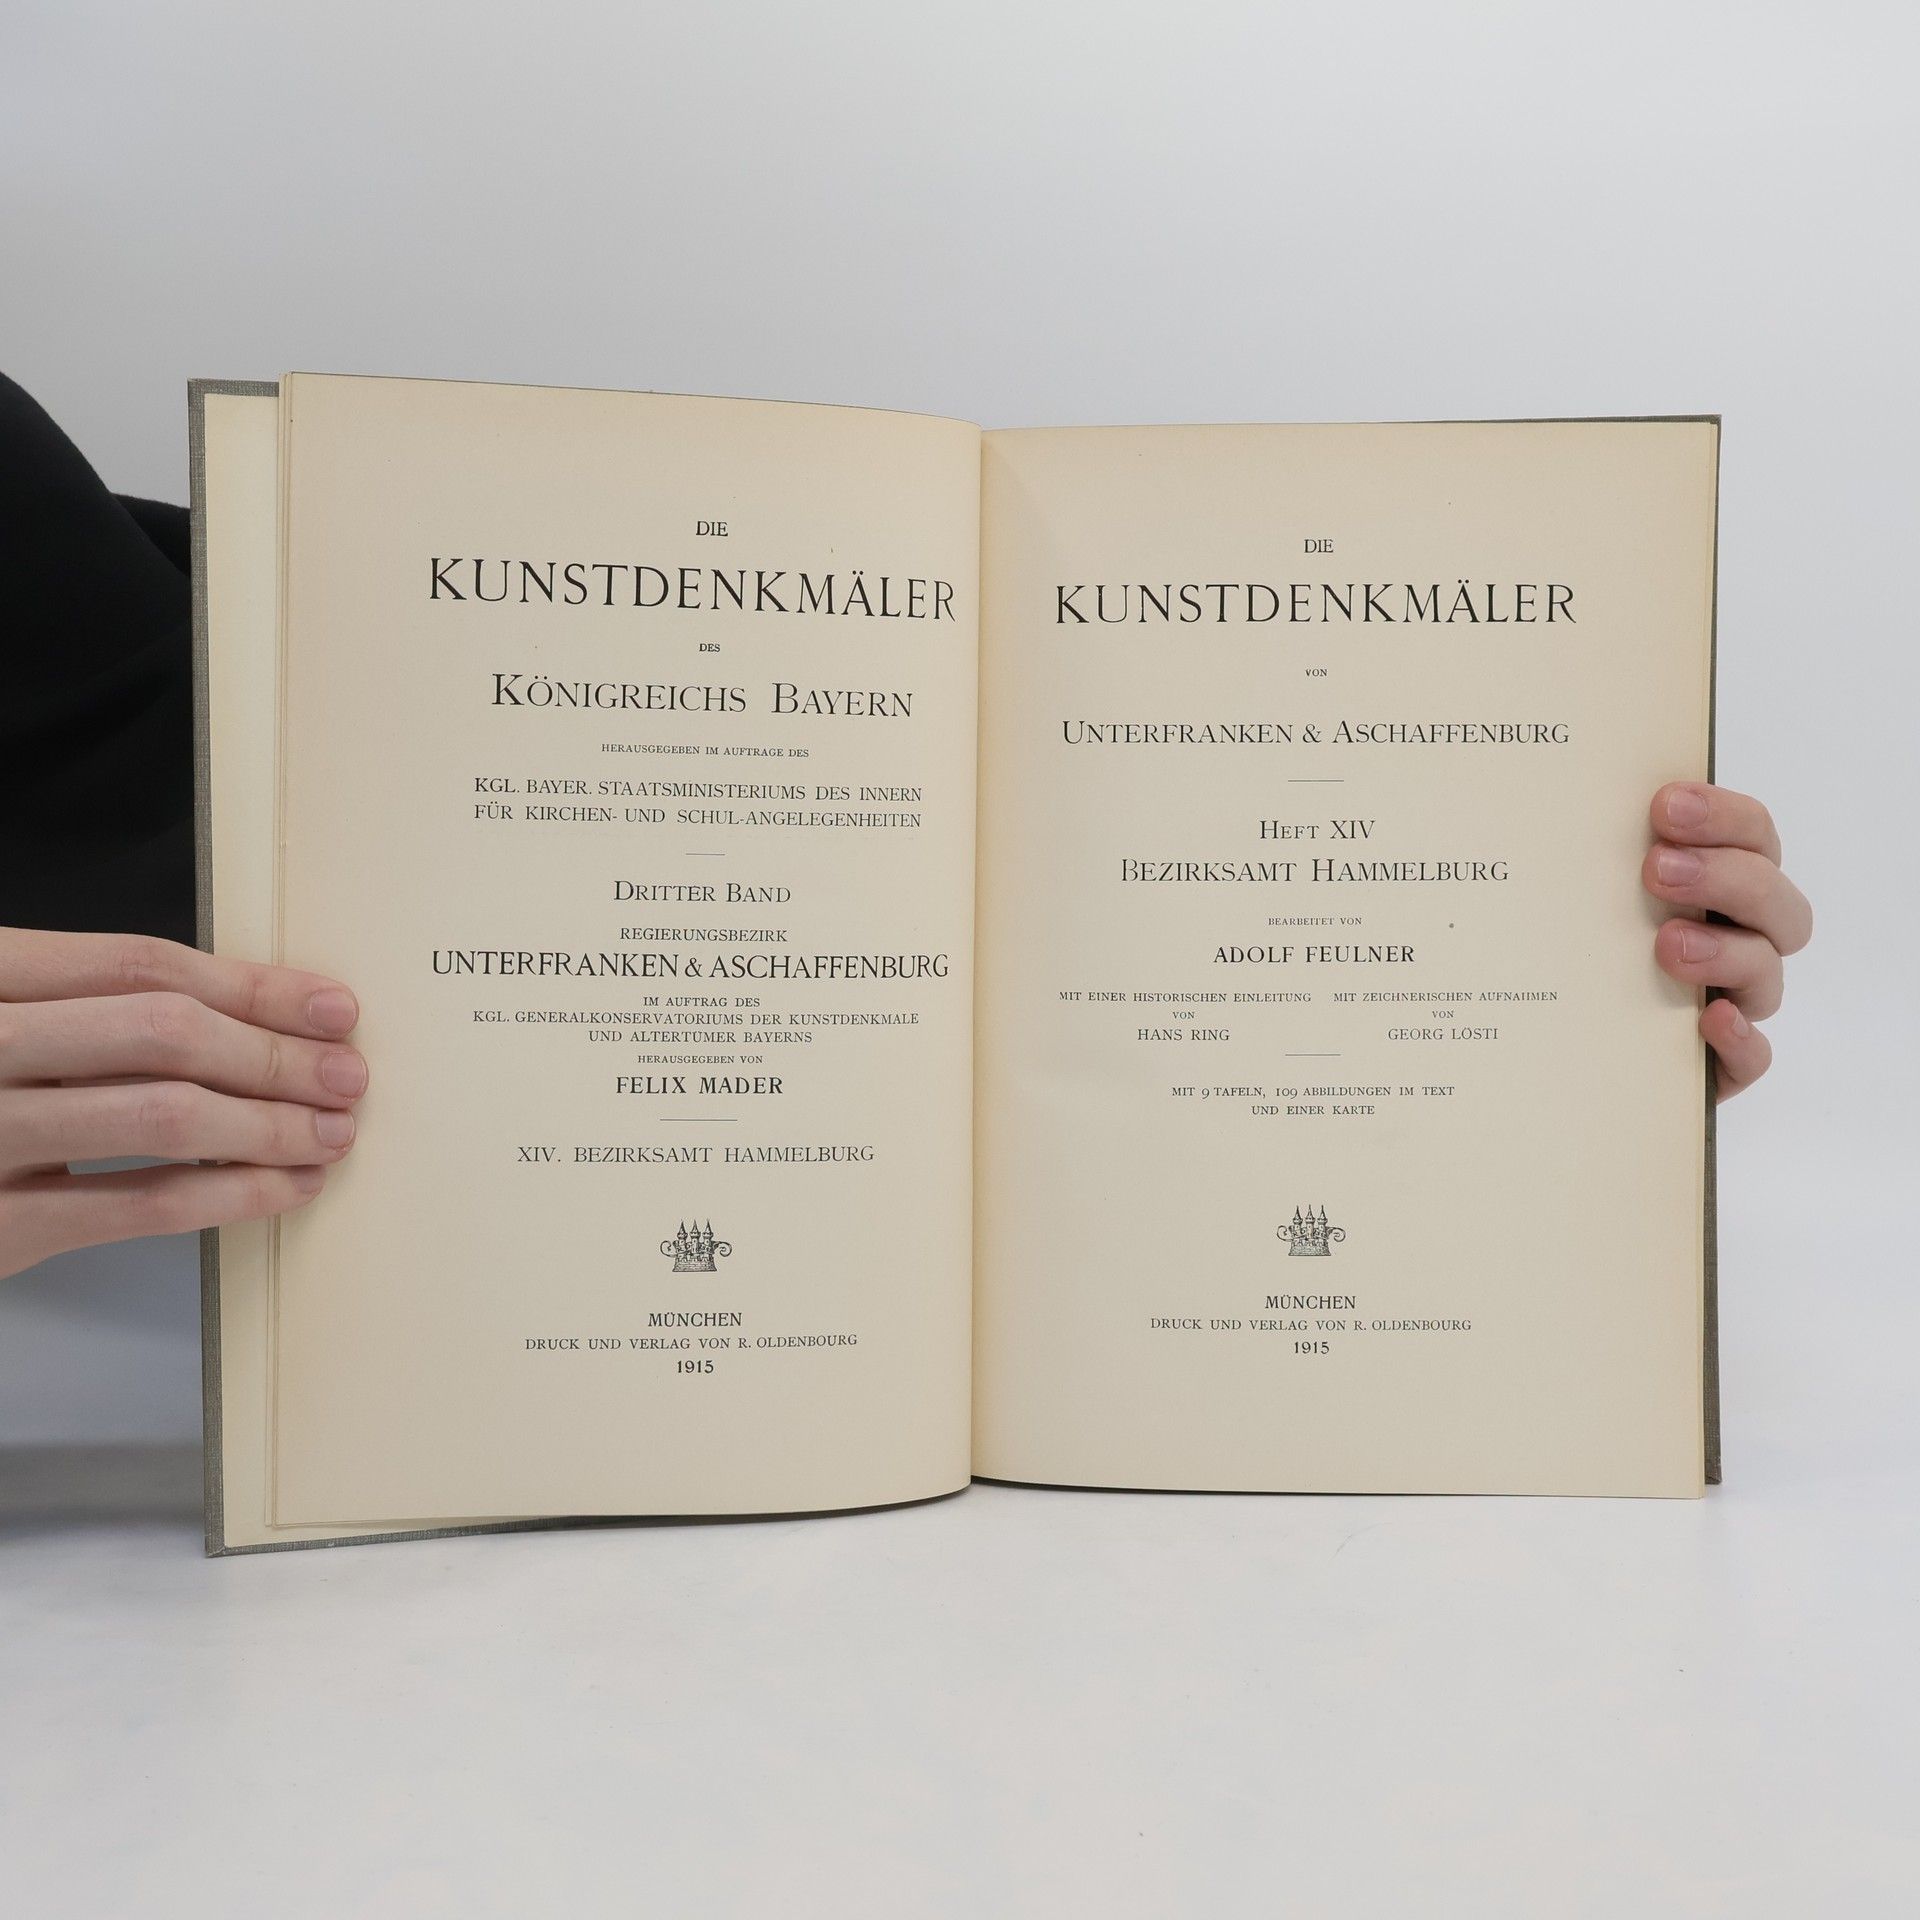 DIE
KUNSTDENKMÄLER
DES
KÖNIGREICHS BAYERN
HERAUSGEGEBEN IM AUFTRAGE DES
KGL. BAYER. STAATSMINISTERIUMS DES INNERN
FÜR KIRCHEN- UND SCHUL-ANGELEGENHEITEN
DRITTER BAND
REGIERUNGSBEZIRK
UNTERFRANKEN & ASCHAFFENBURG
IM AUFTRAG DES
KGL. GENERALKONSERVATORIUMS DER KUNSTDENKMALE
UND ALTERTÜMER BAYERNS
HERAUSGEGEBEN VON
FELIX MADER
XIV. BEZIRKSAMT HAMMELBURG
MÜNCHEN
DRUCK UND VERLAG VON R. OLDENBOURG
1915
DIE
KUNSTDENKMÄLER
VON
UNTERFRANKEN & ASCHAFFENBURG
HEFT XIV
BEZIRKSAMT HAMMELBURG
BEARBEITET VON
ADOLF FEULNER
MIT EINER HISTORISCHEN EINLEITUNG
VON
HANS RING
MIT ZEICHNERISCHEN AUFNAHMEN
VON
GEORG LÖSTI
MIT 9 TAFELN, 109 ABBILDUNGEN IM TEXT
UND EINER KARTE
MÜNCHEN
DRUCK UND VERLAG VON R. OLDENBOURG
1915